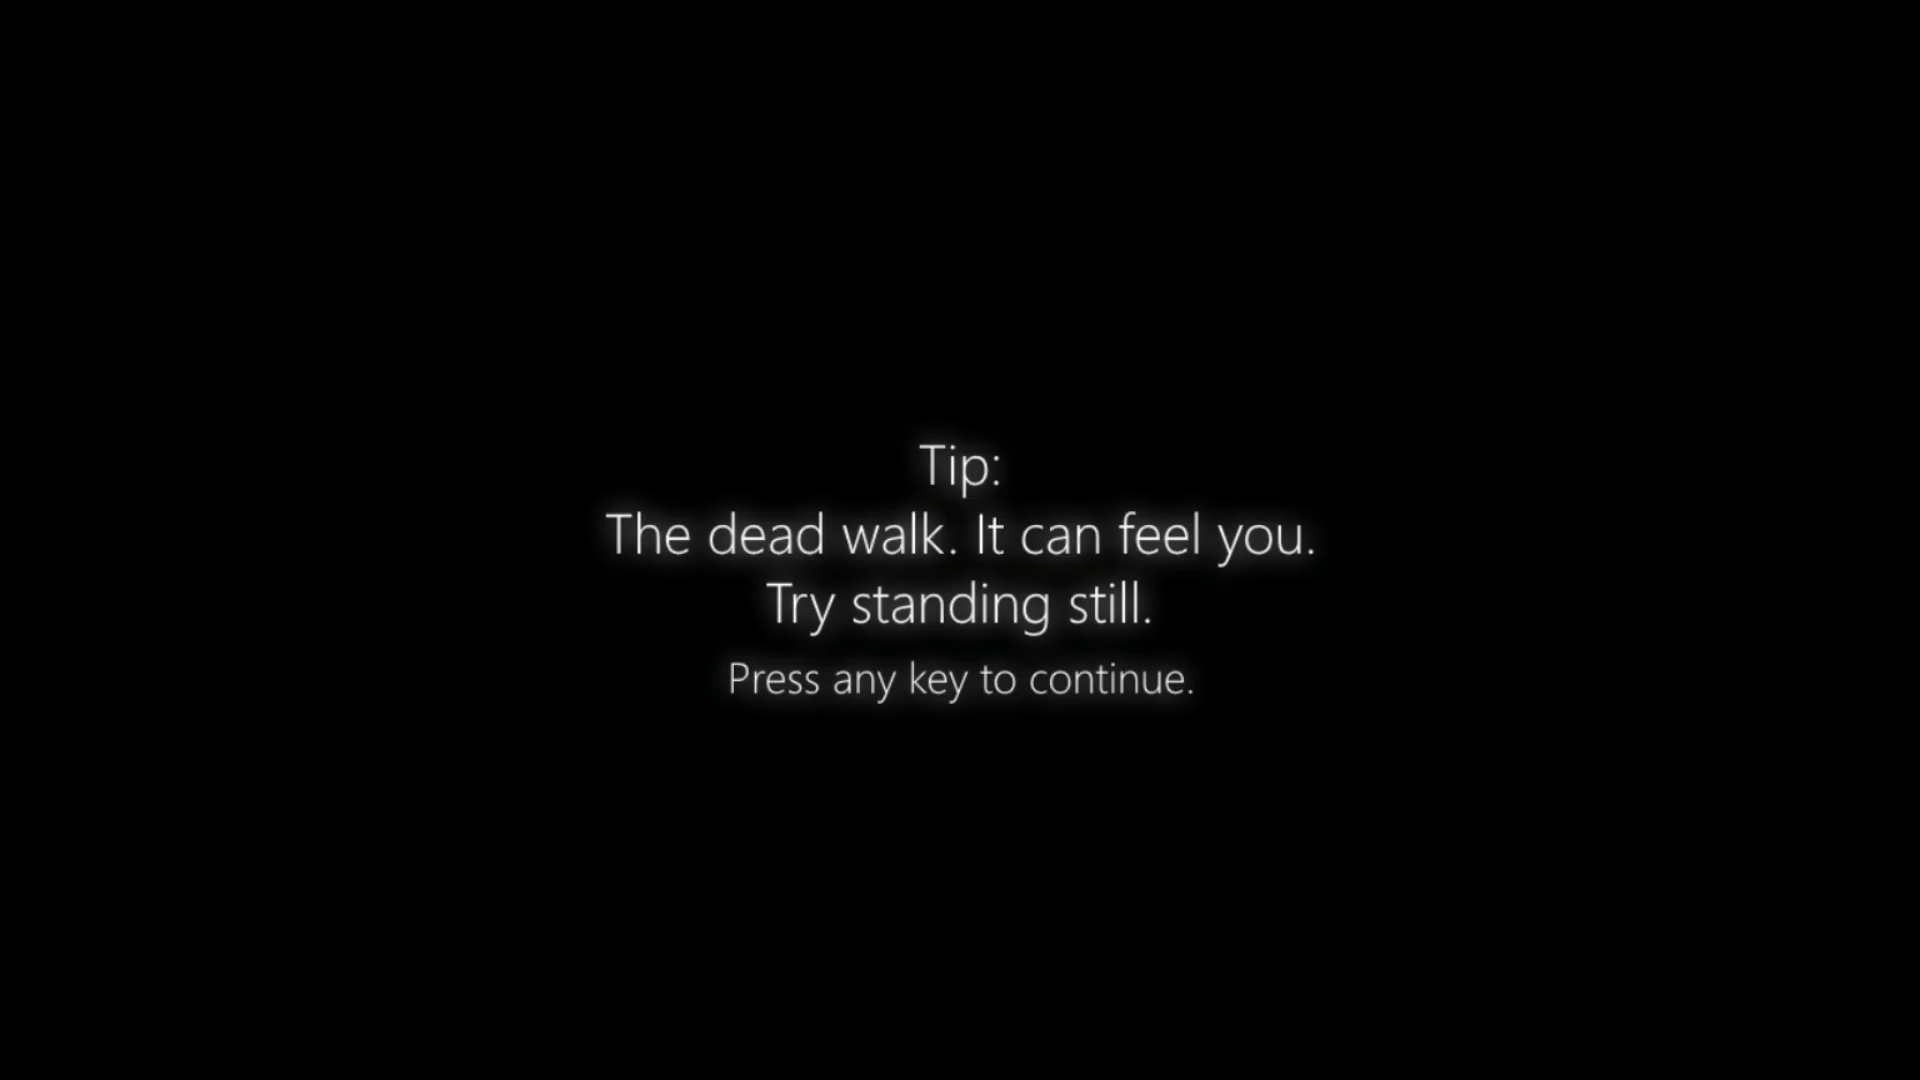 Tip:
The dead walk. It can feel you.
Try standing still.
Press any key to continue.